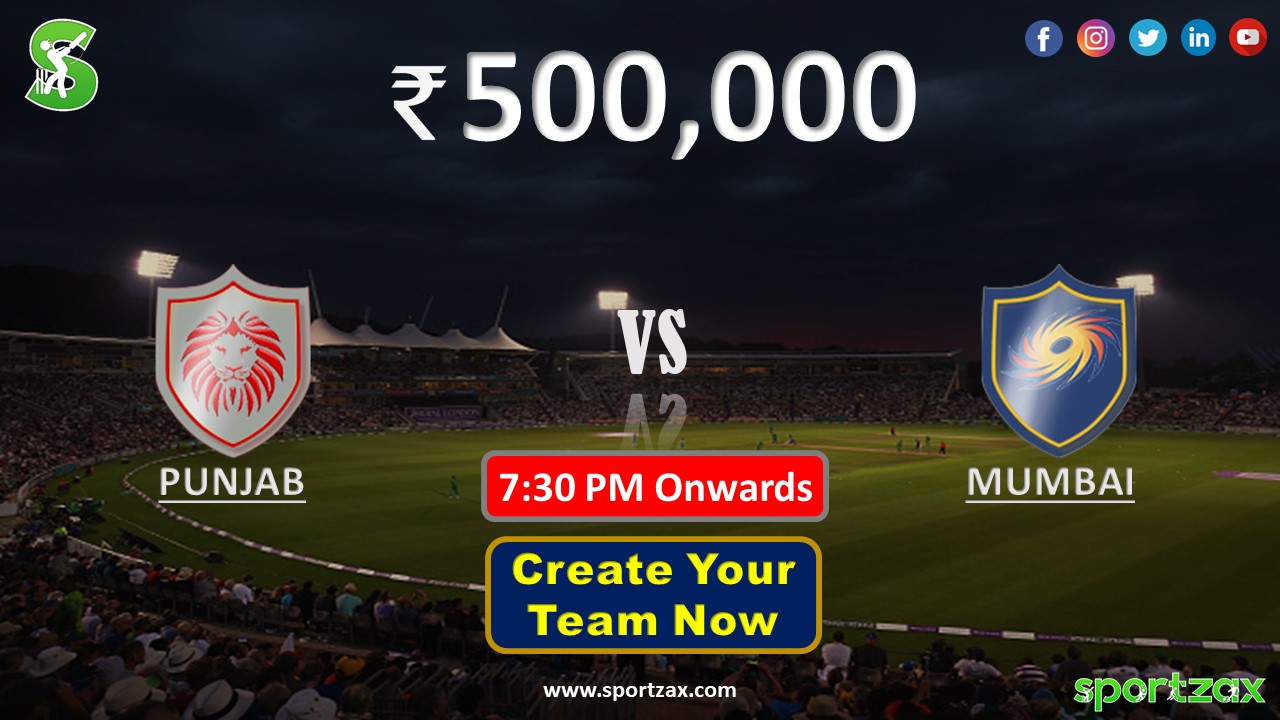 ₹500,000
VS
PUNJAB
MUMBAI
7:30 PM Onwards
Create Your
Team Now
www.sportzax.com
sportzax